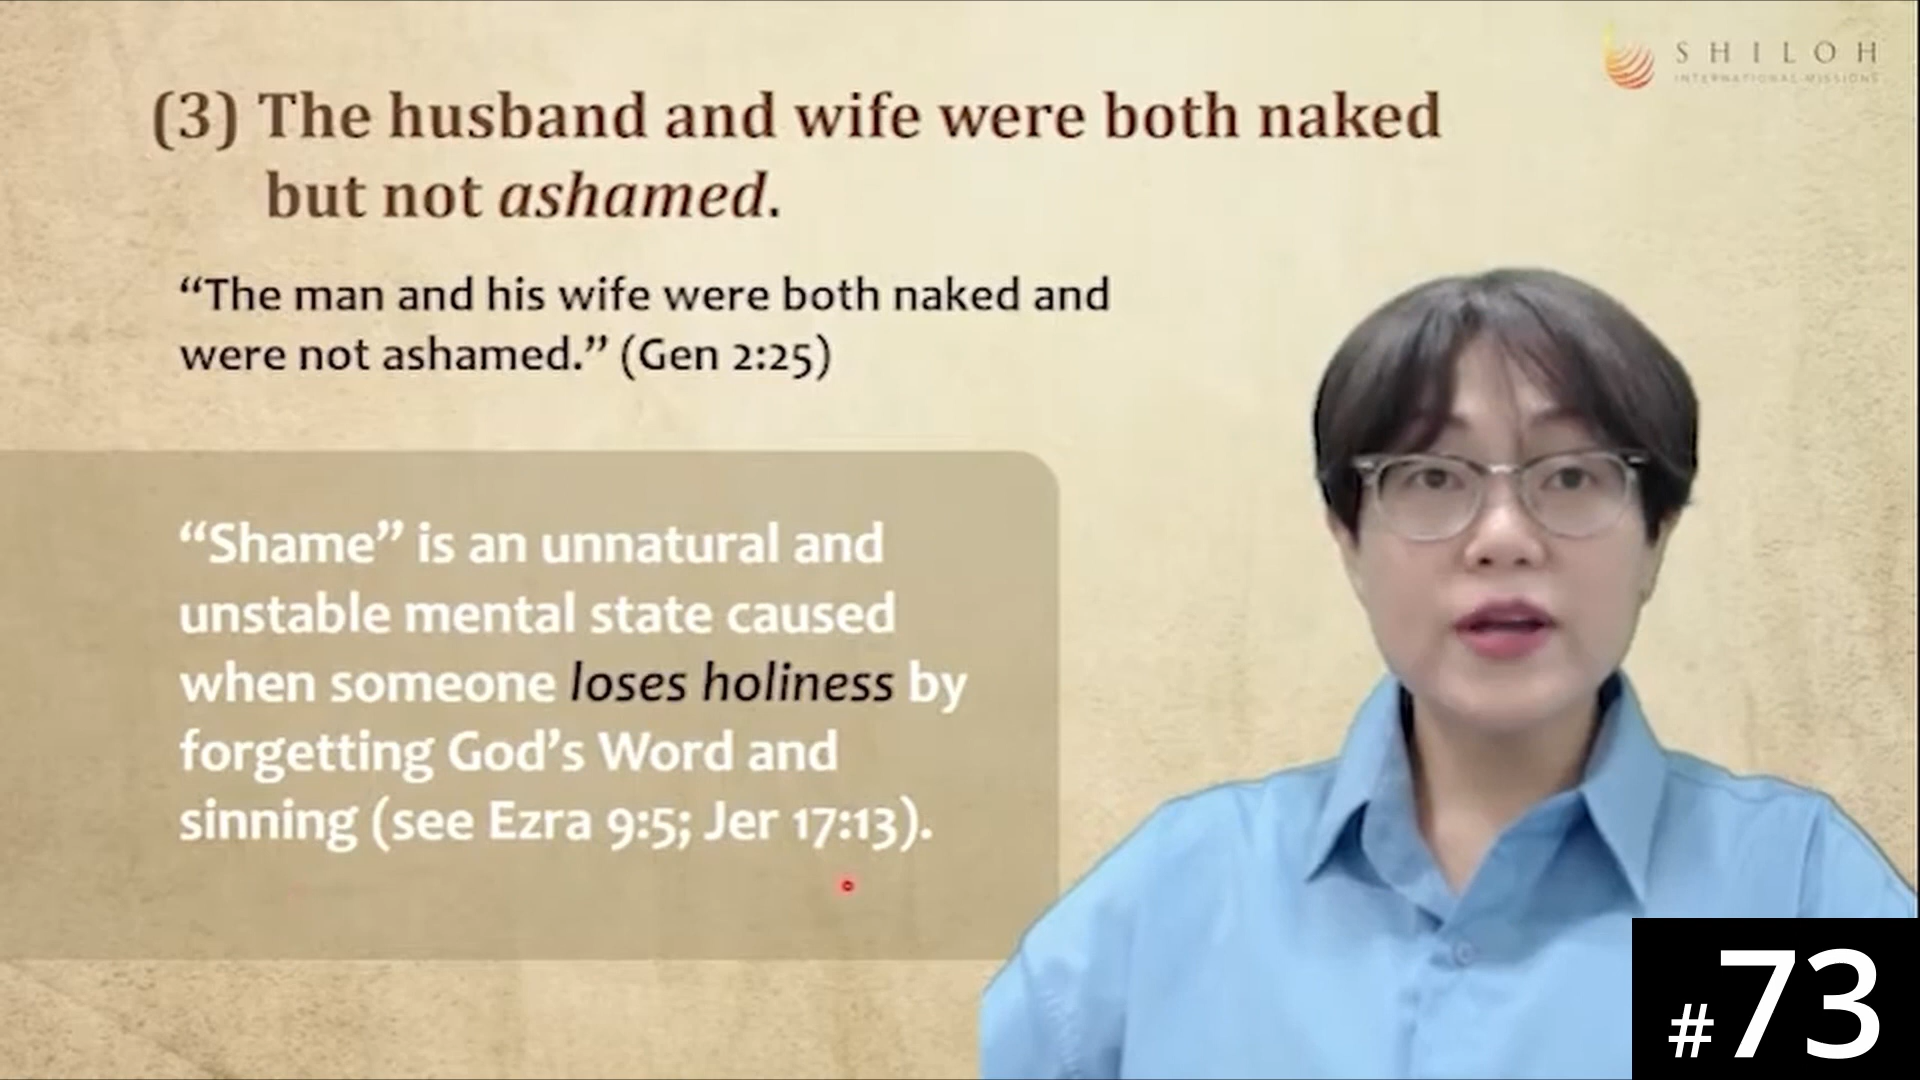 SHILOH
INTERNATIONAL MISSIONS
(3) The husband and wife were both naked
but not ashamed.
“The man and his wife were both naked and
were not ashamed.” (Gen 2:25)
“Shame” is an unnatural and
unstable mental state caused
when someone loses holiness by
forgetting God’s Word and
sinning (see Ezra 9:5; Jer 17:13).
#73